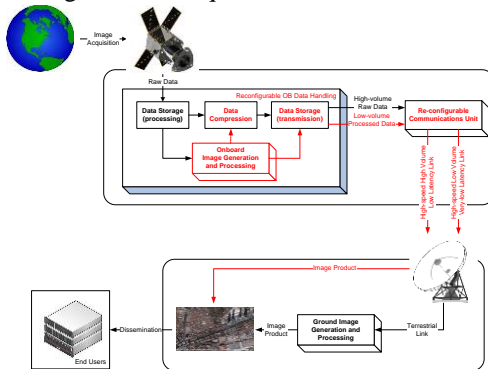 Image
Acquisition
Raw Data
Reconfigurable OB Data Handling
Data Storage
(processing)
Data
Compression
Data Storage
(transmission)
High-volume
Raw Data
Low-volume
Processed Data
Re-configurable
Communications Unit
Onboard
Image Generation
and Processing
High-speed High Volume
Low Latency Link
High-speed Low Volume
Very-low Latency Link
Image Product
Dissemination
Image
Product
Ground Image
Generation and
Processing
Terrestrial
Link
End Users